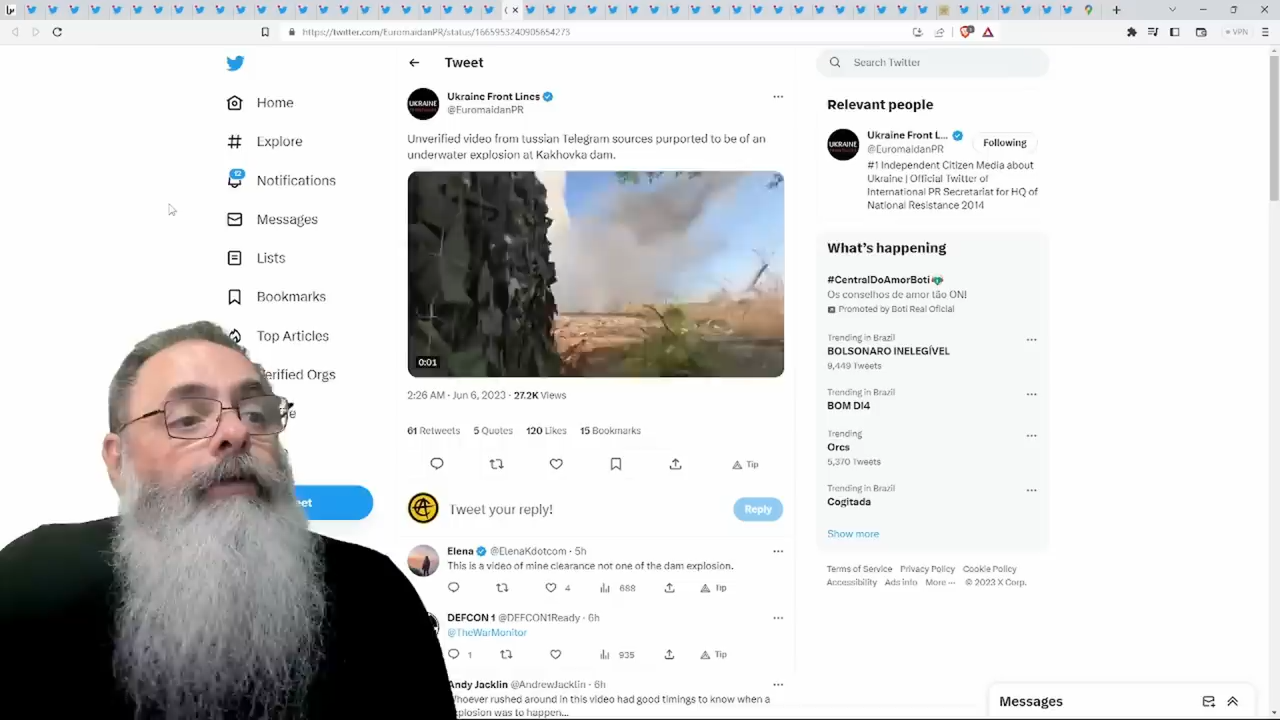 https://twitter.com/EuromaidanPR/status/1665953240905654273
VPN
Home
Explore
12
Notifications
Messages
Lists
Bookmarks
Top Articles
erified Orgs
eet
Tweet
UKRAINE
Ukraine Front Lines
@EuromaidanPR
Unverified video from tussian Telegram sources purported to be of an
underwater explosion at Kakhovka dam.
0:01
2:26 AM · Jun 6, 2023 · 27.2K Views
61 Retweets 5 Quotes 120 Likes 15 Bookmarks
Tip
Tweet your reply!
Reply
Elena @ElenaKdotcom · 5h
This is a video of mine clearance not one of the dam explosion.
4 688 Tip
DEFCON 1 @DEFCON1Ready · 6h
@TheWarMonitor
1 935 Tip
Andy Jacklin @AndrewJacklin · 6h
Whoever rushed around in this video had good timings to know when a
explosion was to happen...
Search Twitter
Relevant people
UKRAINE
Ukraine Front L...
@EuromaidanPR
Following
#1 Independent Citizen Media about
Ukraine | Official Twitter of
International PR Secretariat for HQ of
National Resistance 2014
What's happening
#CentralDoAmorBoti
Os conselhos de amor tão ON!
Promoted by Boti Real Oficial
Trending in Brazil
BOLSONARO INELEGÍVEL
9,449 Tweets
Trending in Brazil
BOM DI4
Trending
Orcs
5,370 Tweets
Trending in Brazil
Cogitada
Show more
Terms of Service Privacy Policy Cookie Policy
Accessibility Ads info More ··· © 2023 X Corp.
Messages